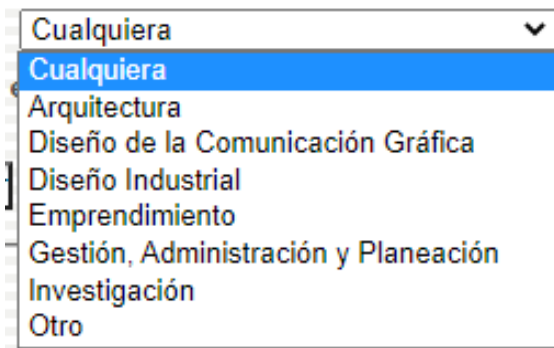 Cualquiera
Cualquiera
Arquitectura
Diseño de la Comunicación Gráfica
Diseño Industrial
Emprendimiento
Gestión, Administración y Planeación
Investigación
Otro